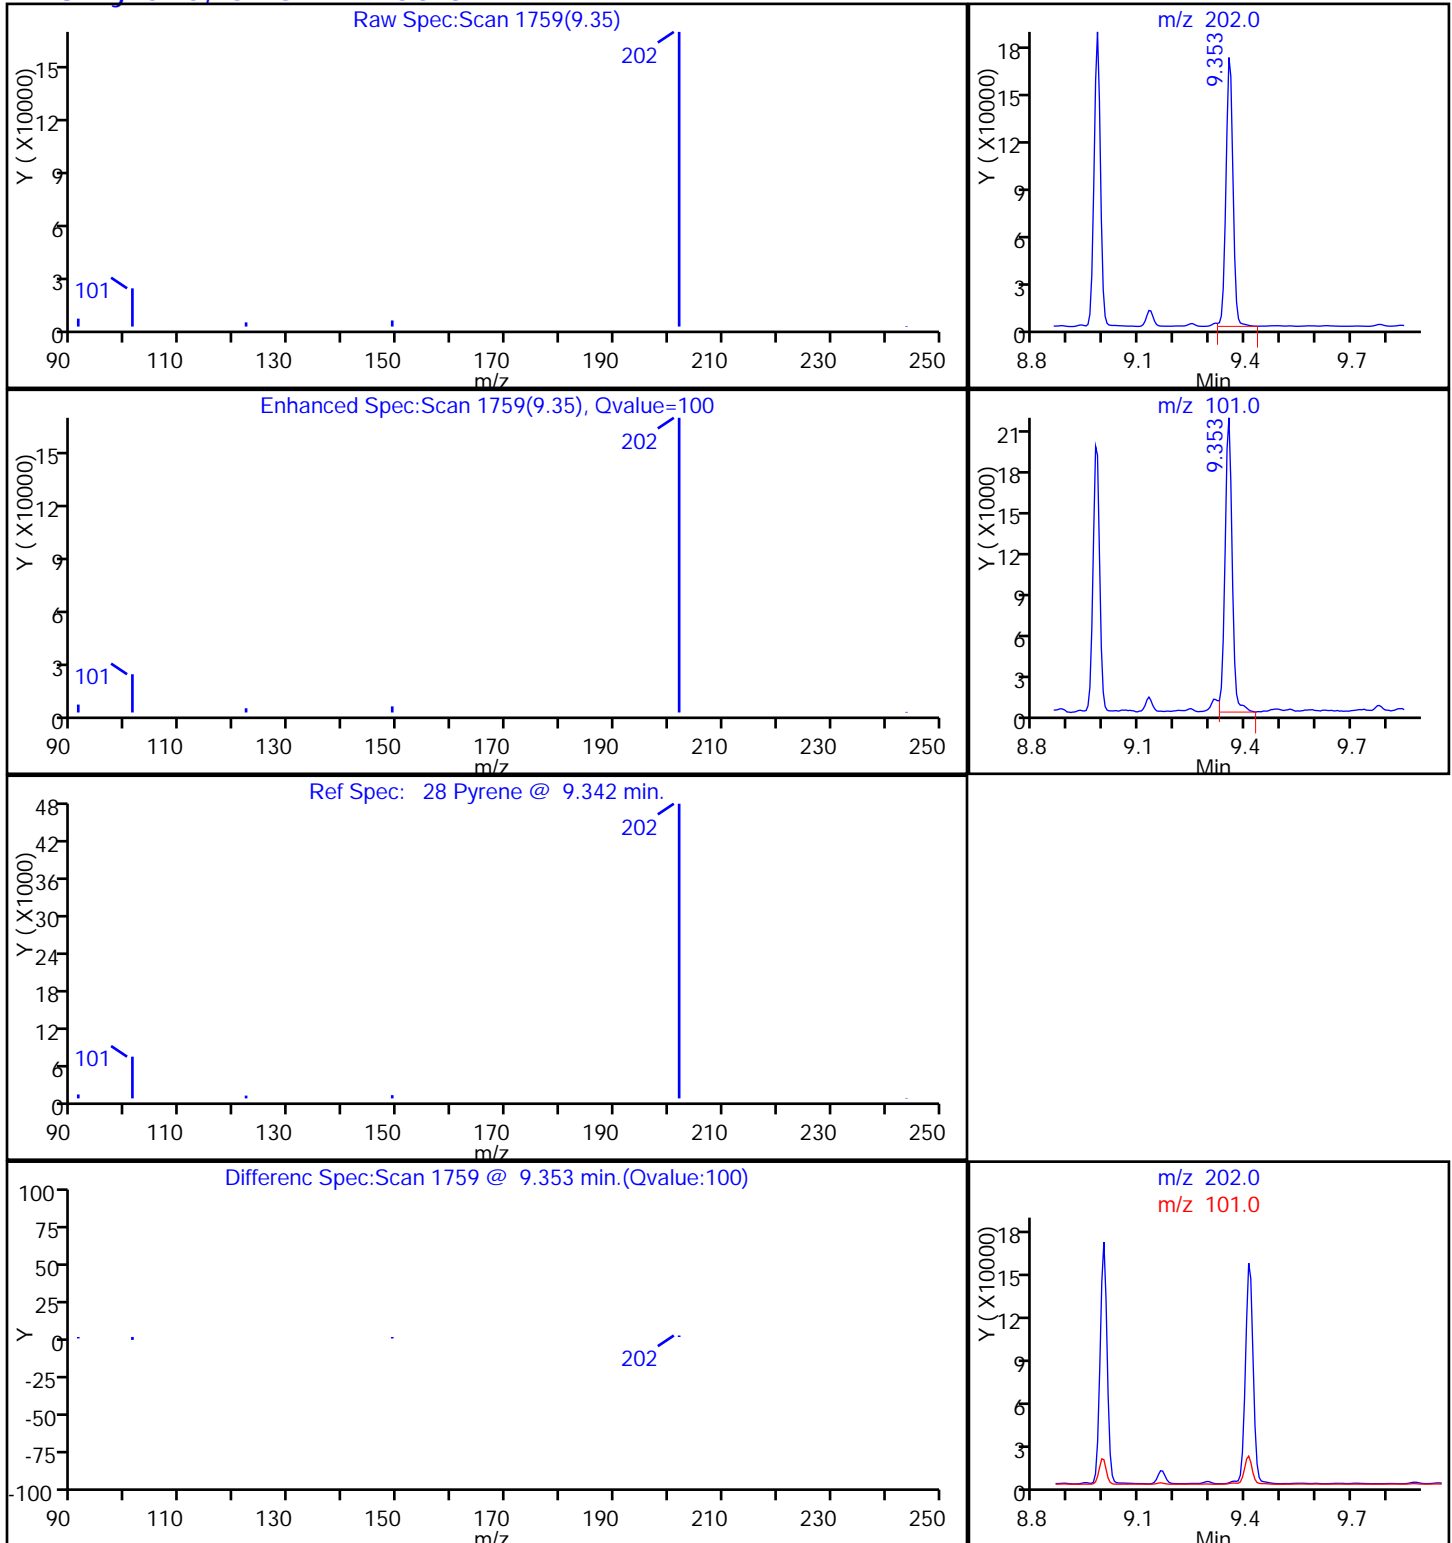 Raw Spec:Scan 1759(9.35)
Y ( X10000)
15
12
9
6
3
0
202
101
90 110 130 150 170 190 210 230 250
m/z
m/z 202.0
Y ( X10000)
18
15
12
9
6
3
0
9.353
8.8 9.1 9.4 9.7
Min
Enhanced Spec:Scan 1759(9.35), Qvalue=100
Y ( X10000)
15
12
9
6
3
0
202
101
90 110 130 150 170 190 210 230 250
m/z
m/z 101.0
Y ( X1000)
21
18
15
12
9
6
3
0
9.353
8.8 9.1 9.4 9.7
Min
Ref Spec: 28 Pyrene @ 9.342 min.
Y ( X1000)
48
42
36
30
24
18
12
6
0
202
101
90 110 130 150 170 190 210 230 250
m/z
Differenc Spec:Scan 1759 @ 9.353 min.(Qvalue:100)
Y
100
75
50
25
0
-25
-50
-75
-100
202
90 110 130 150 170 190 210 230 250
m/z
m/z 202.0
m/z 101.0
Y ( X10000)
18
15
12
9
6
3
0
8.8 9.1 9.4 9.7
Min